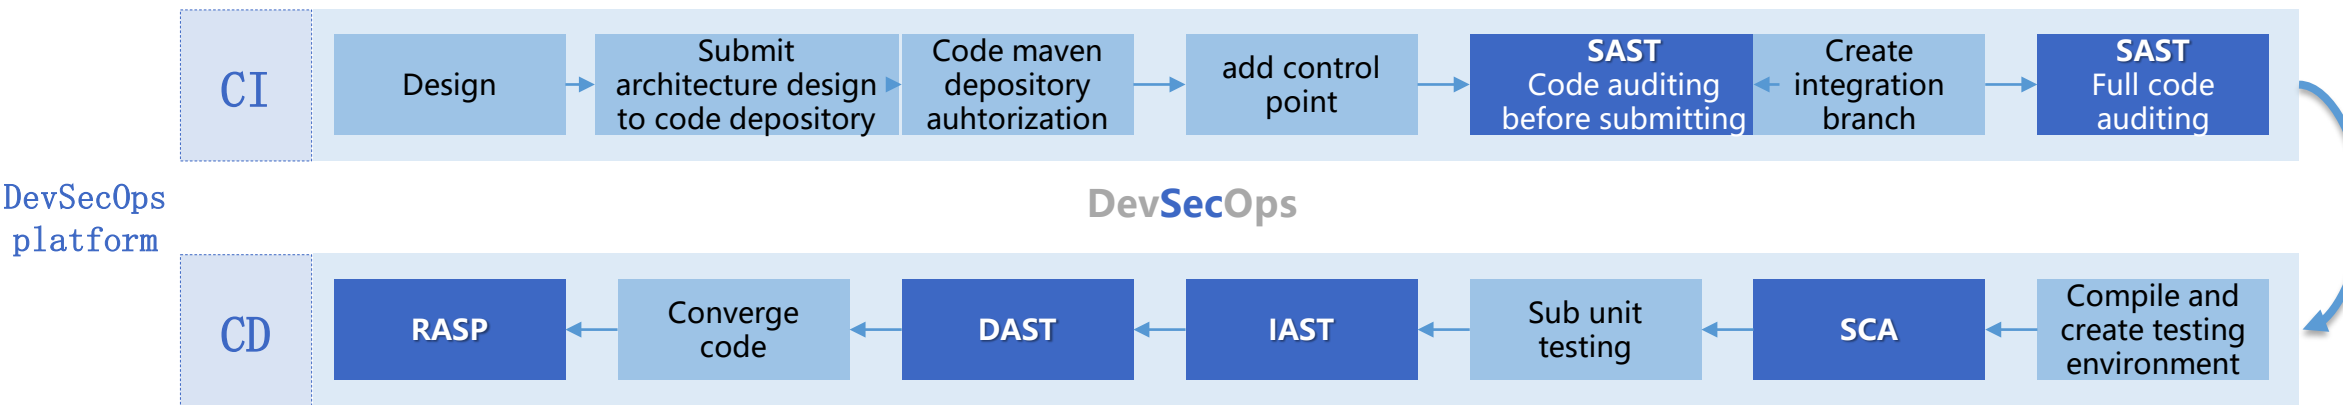 CI
Design
Submit
architecture design
to code depository
Code maven
depository
auhtorization
add control
point
SAST
Code auditing
before submitting
Create
integration
branch
SAST
Full code
auditing
DevSecOps
platform
DevSecOps
CD
RASP
Converge
code
DAST
IAST
Sub unit
testing
SCA
Compile and
create testing
environment